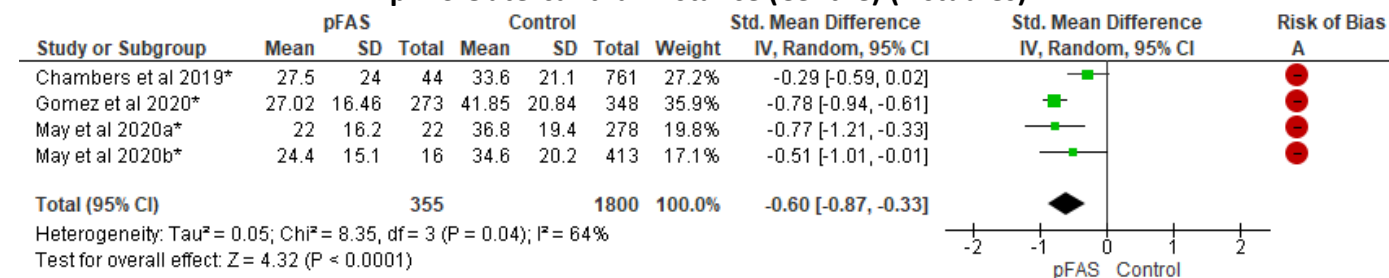 pFAS Control Std. Mean Difference Std. Mean Difference Risk of Bias
Study or Subgroup Mean SD Total Mean SD Total Weight IV, Random, 95% CI IV, Random, 95% CI A
Chambers et al 2019* 27.5 24 44 33.6 21.1 761 27.2% -0.29 [-0.59, 0.02]
Gomez et al 2020* 27.02 16.46 273 41.85 20.84 348 35.9% -0.78 [-0.94, -0.61]
May et al 2020a* 22 16.2 22 36.8 19.4 278 19.8% -0.77 [-1.21, -0.33]
May et al 2020b* 24.4 15.1 16 34.6 20.2 413 17.1% -0.51 [-1.01, -0.01]
Total (95% CI) 355 1800 100.0% -0.60 [-0.87, -0.33]
Heterogeneity: Tau² = 0.05; Chi² = 8.35, df = 3 (P = 0.04); I² = 64%
Test for overall effect: Z = 4.32 (P < 0.0001)
-2 -1 0 1 2
pFAS Control